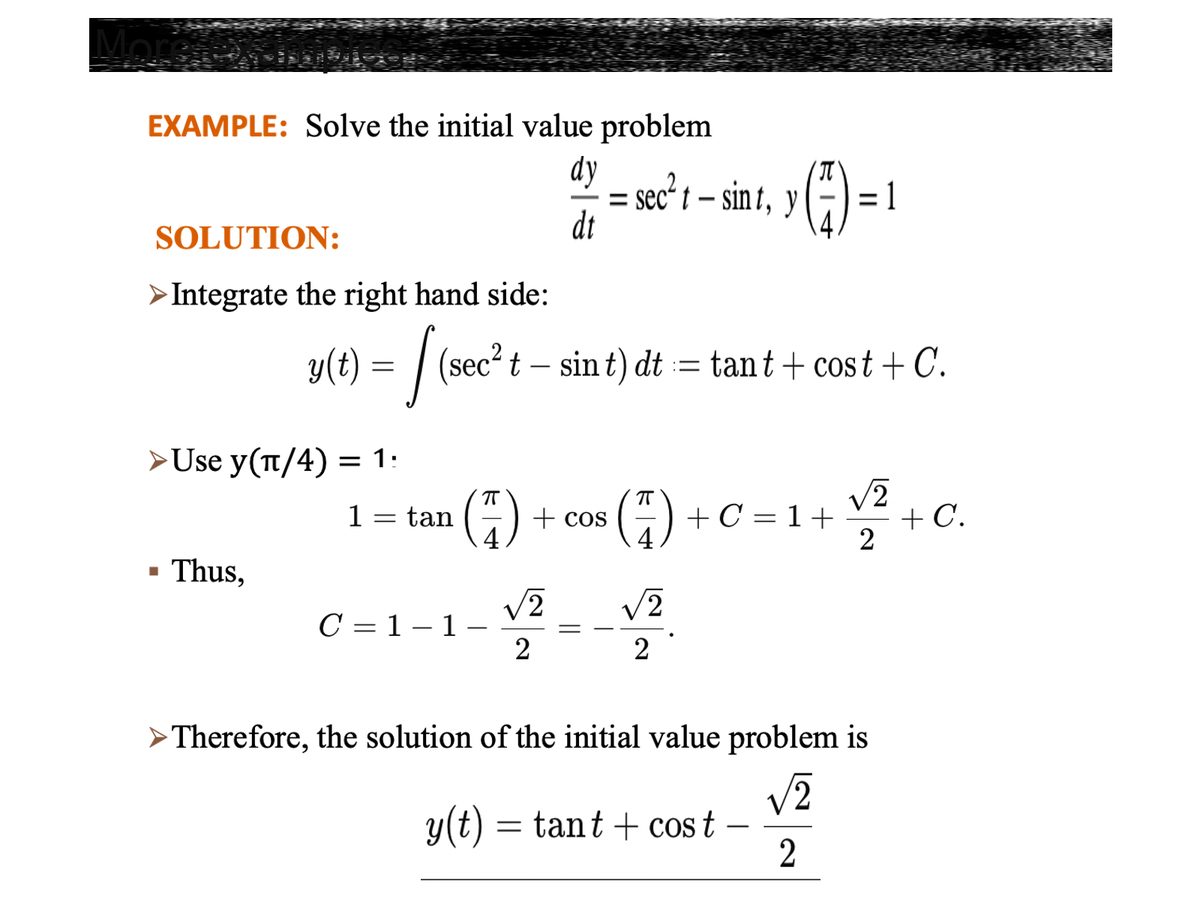 More examples
EXAMPLE: Solve the initial value problem
dy/dt = sec² t – sin t, y(π/4) = 1
SOLUTION:
➢Integrate the right hand side:
y(t) = ∫(sec² t – sin t) dt := tan t + cos t + C.
➢Use y(π/4) = 1:
1 = tan(π/4) + cos(π/4) + C = 1 + √2/2 + C.
▪ Thus,
C = 1 – 1 – √2/2 = –√2/2.
➢Therefore, the solution of the initial value problem is
y(t) = tan t + cos t – √2/2